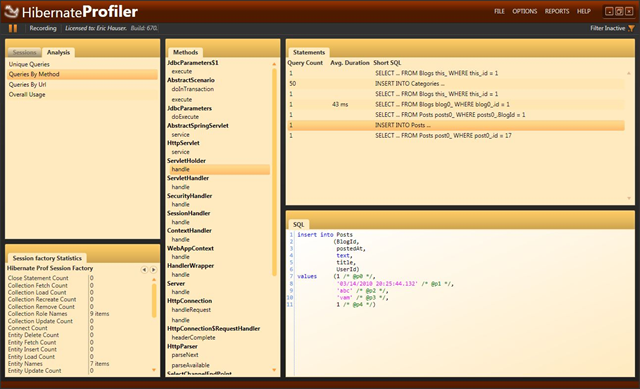 HibernateProfiler
FILE OPTIONS REPORTS HELP
Recording Licensed to: Eric Hauser. Build: 670.
Filter Inactive
Sessions Analysis
Unique Queries
Queries By Method
Queries By Url
Overall Usage
Session factory Statistics
Hibernate Prof Session Factory
Close Statement Count 0
Collection Fetch Count 0
Collection Load Count 0
Collection Recreate Count 0
Collection Remove Count 0
Collection Role Names 9 items
Collection Update Count 0
Connect Count 0
Entity Delete Count 0
Entity Fetch Count 0
Entity Insert Count 0
Entity Load Count 0
Entity Names 7 items
Entity Update Count 0
Methods
JdbcParameters$1
execute
AbstractScenario
doInTransaction
execute
JdbcParameters
doExecute
AbstractSpringServlet
service
HttpServlet
service
ServletHolder
handle
ServletHandler
handle
SecurityHandler
handle
SessionHandler
handle
ContextHandler
handle
WebAppContext
handle
HandlerWrapper
handle
Server
handle
HttpConnection
handleRequest
handle
HttpConnection$RequestHandler
headerComplete
HttpParser
parseNext
parseAvailable
SelectChannelEndPoint
Statements
Query Count Avg. Duration Short SQL
1 SELECT ... FROM Blogs this_ WHERE this_.id = 1
50 INSERT INTO Categories ...
1 SELECT ... FROM Blogs this_ WHERE this_.id = 1
1 43 ms SELECT ... FROM Blogs blog0_ WHERE blog0_.id = 1
1 SELECT ... FROM Posts posts0_ WHERE posts0_.BlogId = 1
1 INSERT INTO Posts ...
1 SELECT ... FROM Posts post0_ WHERE post0_.id = 17
SQL
1 insert into Posts
2 (BlogId,
3 postedAt,
4 text,
5 title,
6 UserId)
7 values (1 /* @p0 */,
8 '03/14/2010 20:25:44.132' /* @p1 */,
9 'abc' /* @p2 */,
10 'vam' /* @p3 */,
11 1 /* @p4 */)